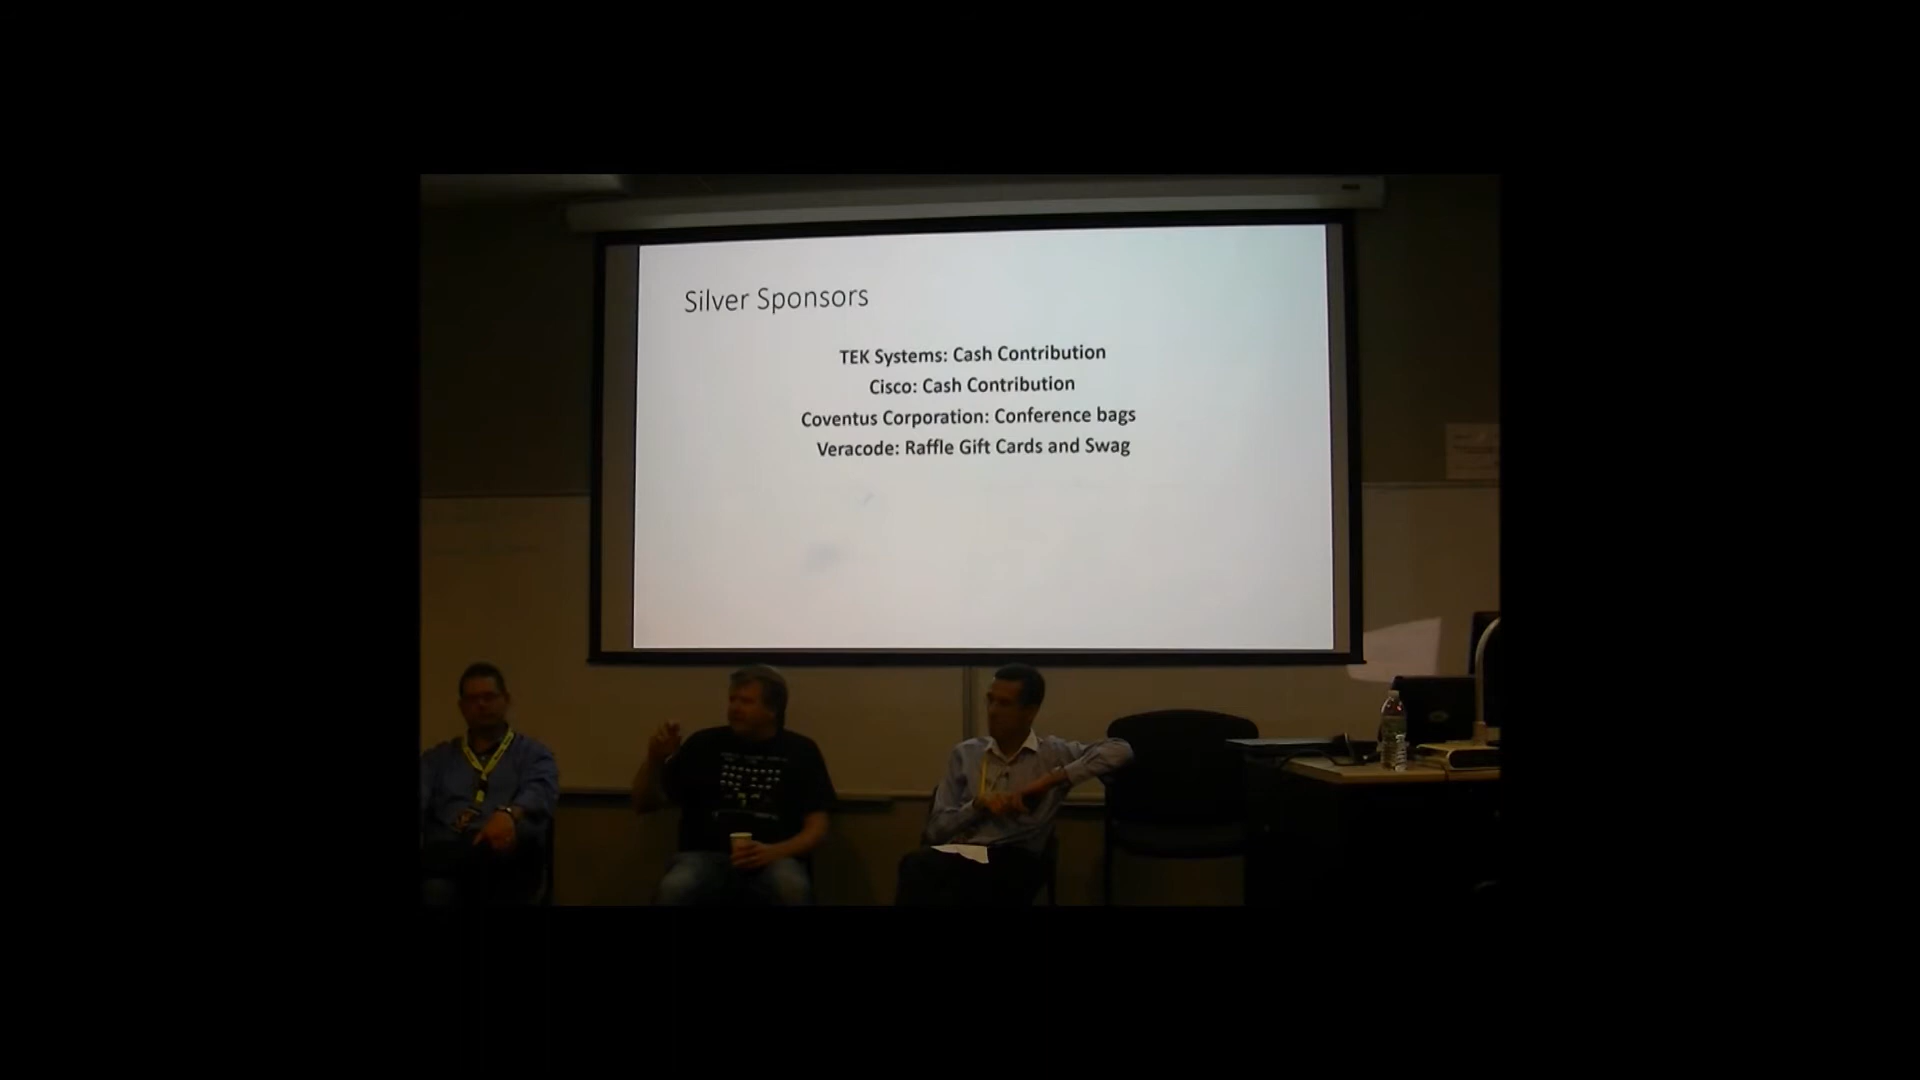 Silver Sponsors
TEK Systems: Cash Contribution
Cisco: Cash Contribution
Coventus Corporation: Conference bags
Veracode: Raffle Gift Cards and Swag